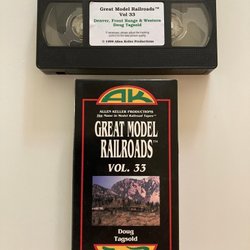 Great Model Railroads™
Vol 33
Denver, Front Range & Western
Doug Tagsold
© 1999 Allen Keller Productions
AK
ALLEN KELLER PRODUCTIONS
GREAT MODEL
RAILROADS™
VOL. 33
Doug
Tagsold